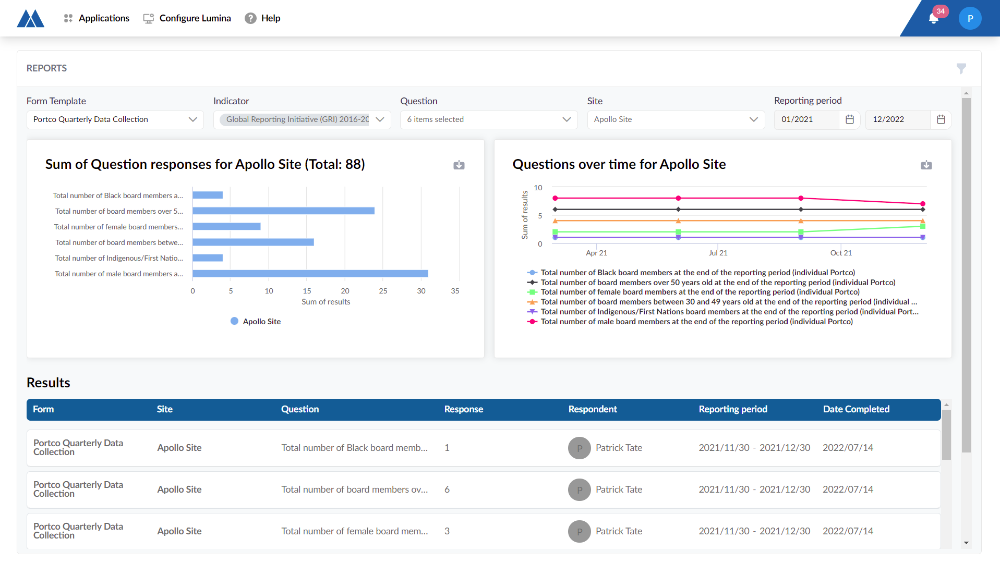 Applications
Configure Lumina
? Help
34
P
REPORTS
Form Template
Indicator
Question
Site
Reporting period
Portco Quarterly Data Collection
Global Reporting Initiative (GRI) 2016-20
6 items selected
Apollo Site
01/2021
12/2022
Sum of Question responses for Apollo Site (Total: 88)
Total number of Black board members a...
Total number of board members over 5...
Total number of female board members...
Total number of board members betwe...
Total number of Indigenous/First Natio...
Total number of male board members a...
0 5 10 15 20 25 30 35
Sum of results
Apollo Site
Questions over time for Apollo Site
Sum of results
10
5
0
Apr 21 Jul 21 Oct 21
Total number of Black board members at the end of the reporting period (individual Portco)
Total number of board members over 50 years old at the end of the reporting period (individual Portco)
Total number of female board members at the end of the reporting period (individual Portco)
Total number of board members between 30 and 49 years old at the end of the reporting period (individual ...
Total number of Indigenous/First Nations board members at the end of the reporting period (individual Port...
Total number of male board members at the end of the reporting period (individual Portco)
Results
Form Site Question Response Respondent Reporting period Date Completed
Portco Quarterly Data
Collection
Apollo Site
Total number of Black board memb...
1
P
Patrick Tate
2021/11/30 - 2021/12/30
2022/07/14
Portco Quarterly Data
Collection
Apollo Site
Total number of board members ov...
6
P
Patrick Tate
2021/11/30 - 2021/12/30
2022/07/14
Portco Quarterly Data
Collection
Apollo Site
Total number of female board mem...
3
P
Patrick Tate
2021/11/30 - 2021/12/30
2022/07/14